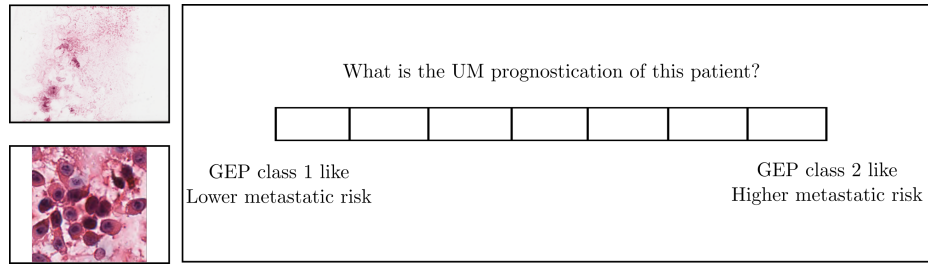 What is the UM prognostication of this patient?
GEP class 1 like
Lower metastatic risk
GEP class 2 like
Higher metastatic risk